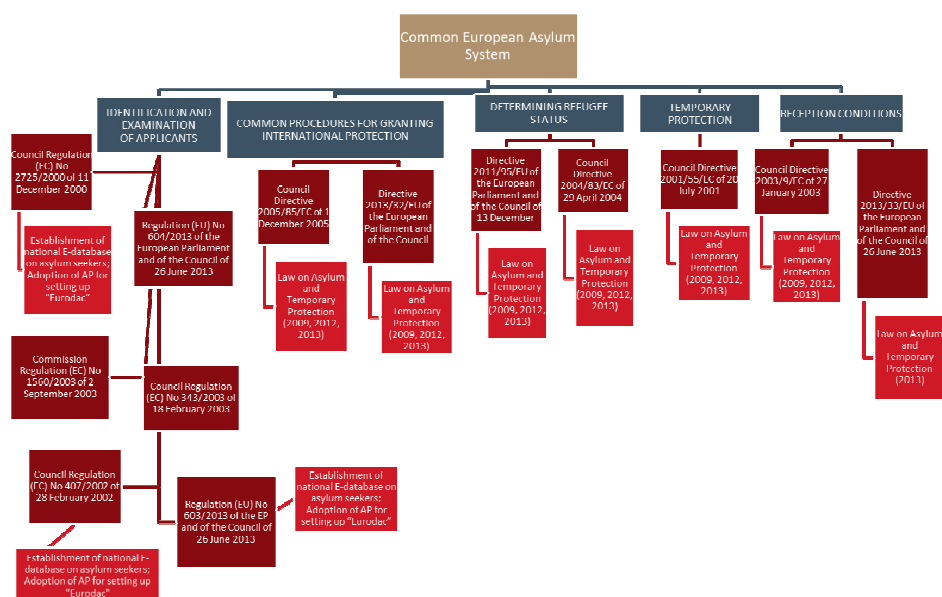 Common European Asylum
System
IDENTIFICATION AND
EXAMINATION
OF APPLICANTS
COMMON PROCEDURES FOR GRANTING
INTERNATIONAL PROTECTION
DETERMINING REFUGEE
STATUS
TEMPORARY
PROTECTION
RECEPTION CONDITIONS
Council Regulation
(EC) No
2725/2000 of 11
December 2000
Establishment of
national E-database
on asylum seekers;
Adoption of AP for
setting up
"Eurodac"
Regulation (EU) No
604/2013 of the
European Parliament
and of the Council of
26 June 2013
Commission
Regulation (EC) No
1560/2003 of 2
September 2003
Council Regulation
(EC) No 343/2003 of
18 February 2003
Council Regulation
(EC) No 407/2002 of
28 February 2002
Establishment of national E-
database on asylum seekers;
Adoption of AP for setting up
"Eurodac"
Regulation (EU) No
603/2013 of the EP
and of the Council of
26 June 2013
Establishment of
national E-database on
asylum seekers;
Adoption of AP for
setting up "Eurodac"
Council
Directive
2005/85/EC of 1
December 2005
Law on Asylum
and
Temporary
Protection
(2009, 2012,
2013)
Directive
2013/32/EU of
the European
Parliament and
of the Council
Law on Asylum
and
Temporary
Protection
(2009, 2012,
2013)
Directive
2011/95/EU of
the European
Parliament and
of the Council of
13 December
Law on
Asylum and
Temporary
Protection
(2009, 2012,
2013)
Council
Directive
2004/83/EC of
29 April 2004
Law on
Asylum and
Temporary
Protection
(2009, 2012,
2013)
Council Directive
2001/55/EC of 20
July 2001
Law on Asylum
and
Temporary
Protection
(2009, 2012,
2013)
Council Directive
2003/9/EC of 27
January 2003
Law on Asylum
and
Temporary
Protection
(2009, 2012,
2013)
Directive
2013/33/EU of
the European
Parliament and
of the Council of
26 June 2013
Law on Asylum
and
Temporary
Protection
(2013)